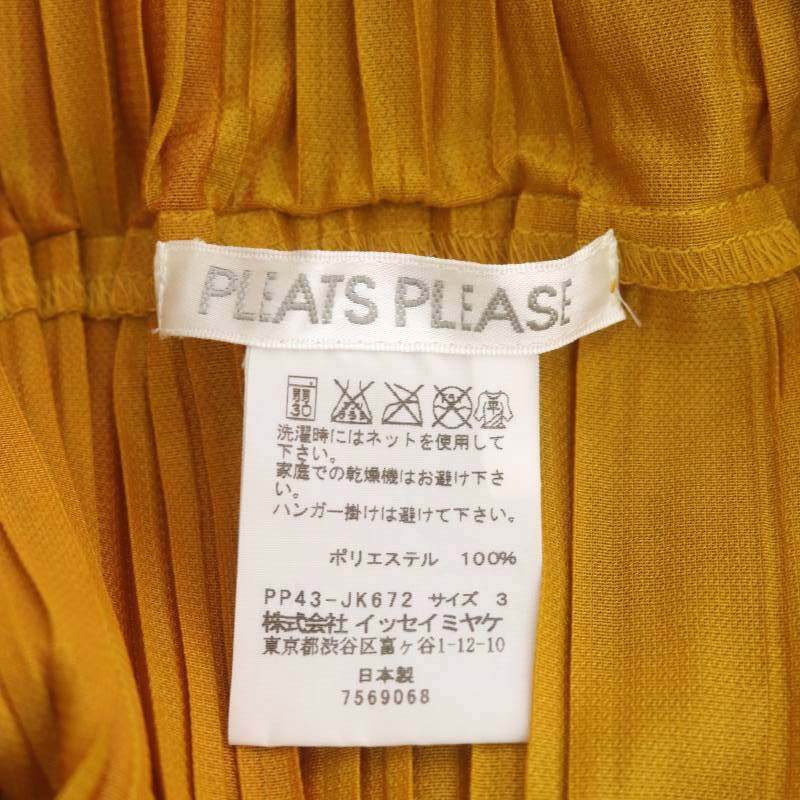 PLEATS PLEASE
弱 30
洗濯時にはネットを使用して
下さい。
家庭での乾燥機はお避け下さ
い。
ハンガー掛けは避けて下さい。
ポリエステル 100%
PP43-JK672 サイズ 3
株式会社 イッセイミヤケ
東京都渋谷区富ヶ谷1-12-10
日本製
7569068